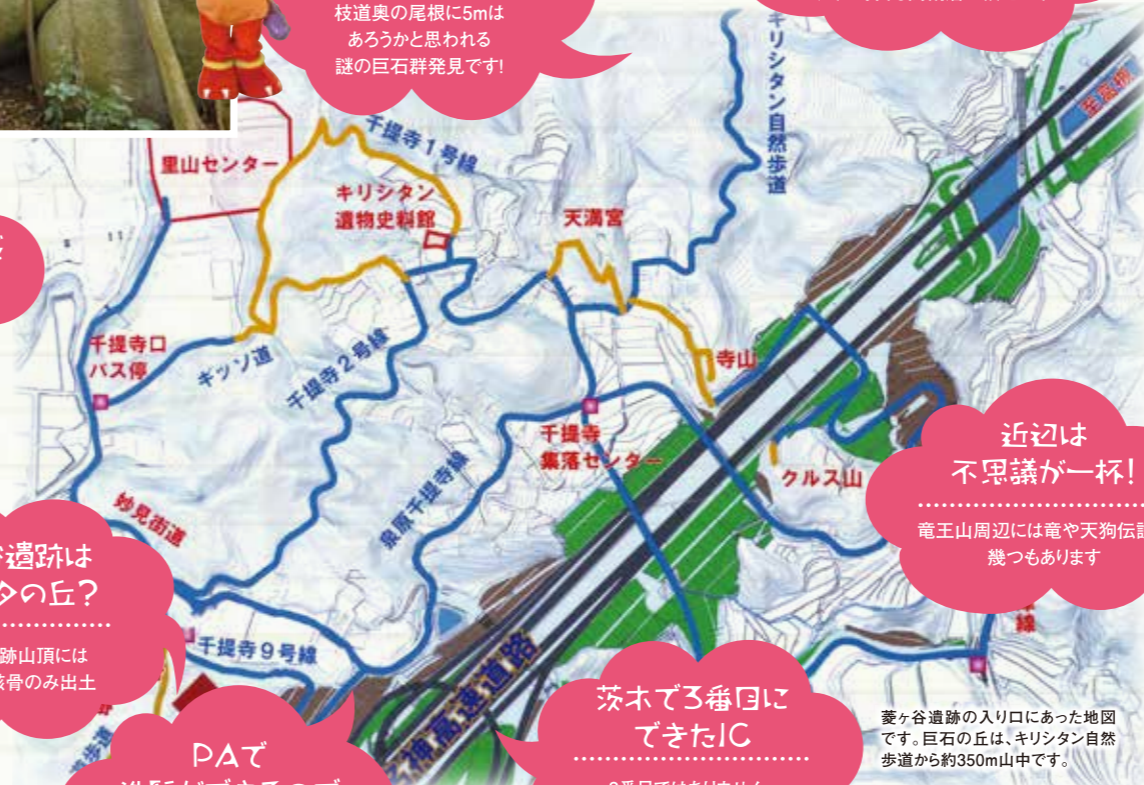 枝道奥の尾根に5mは
あろうかと思われる
謎の巨石群発見です!
キリシタン自然歩道
至高槻
千提寺1号線
里山センター
キリシタン
遺物史料館
天満宮
千提寺口
バス停
キッソ道
千提寺2号線
寺山
千提寺
集落センター
クルス山
泉原千提寺線
妙見街道
近辺は
不思議が一杯!
竜王山周辺には竜や天狗伝説
幾つもあります
遺跡は
の丘?
跡山頂には
骨のみ出土
千提寺9号線
神高速道路
線
PAで
茨木で3番目に
できたIC
菱ヶ谷遺跡の入り口にあった地図
です。巨石の丘は、キリシタン自然
歩道から約350m山中です。